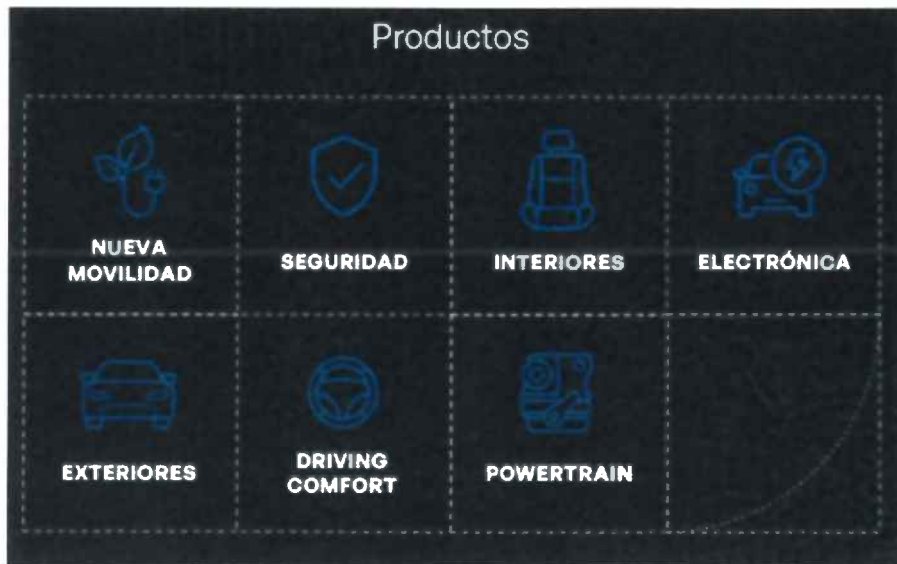 Productos
NUEVA
MOVILIDAD
SEGURIDAD
INTERIORES
ELECTRÓNICA
EXTERIORES
DRIVING
COMFORT
POWERTRAIN